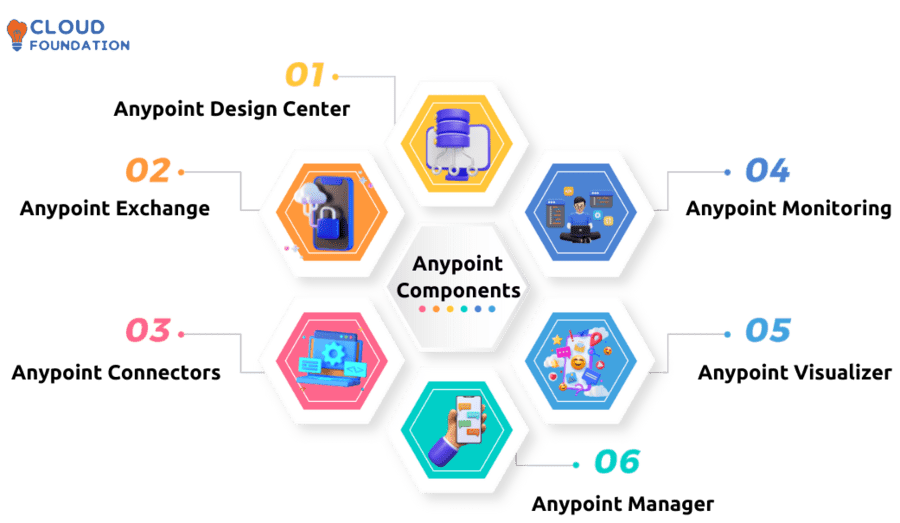 CLOUD
FOUNDATION
01
Anypoint Design Center
02
Anypoint Exchange
03
Anypoint Connectors
Anypoint
Components
04
Anypoint Monitoring
05
Anypoint Visualizer
06
Anypoint Manager